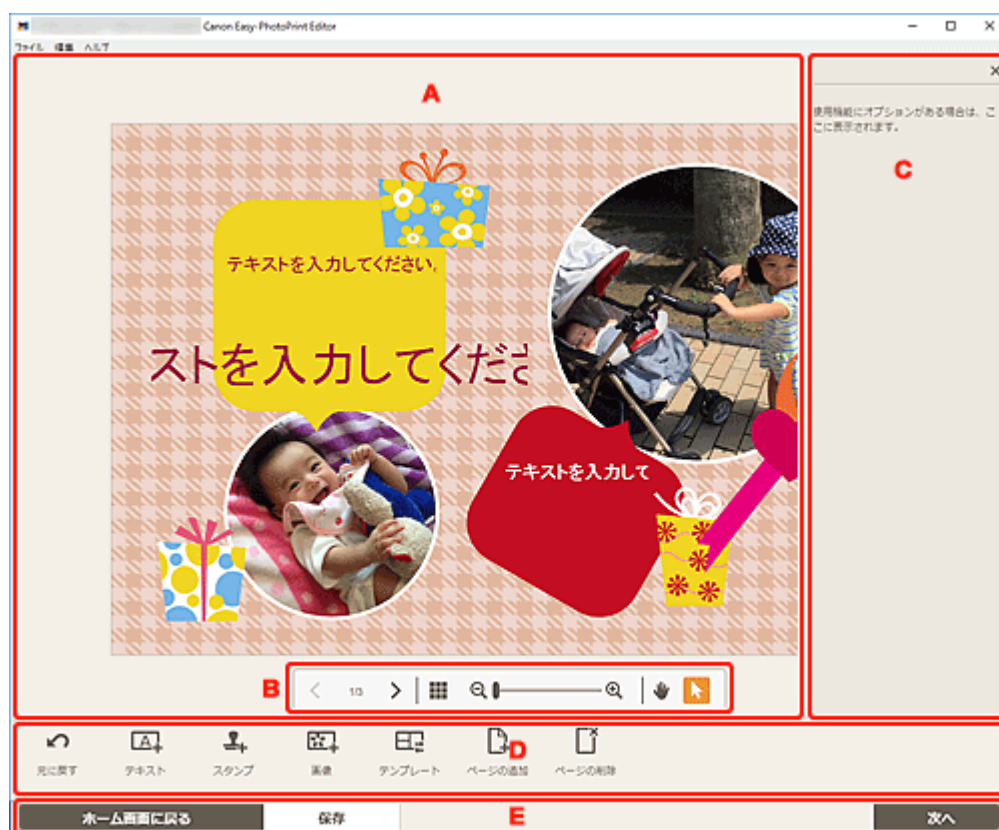 Canon Easy-PhotoPrint Editor
ファイル 編集 ヘルプ
A
使用機能にオプションがある場合は、こ
こに表示されます。
C
テキストを入力してください。
ストを入力してくださ
テキストを入力して
B
1/3
D
元に戻す テキスト スタンプ 画像 テンプレート ページの追加 ページの削除
ホーム画面に戻る 保存 E 次へ